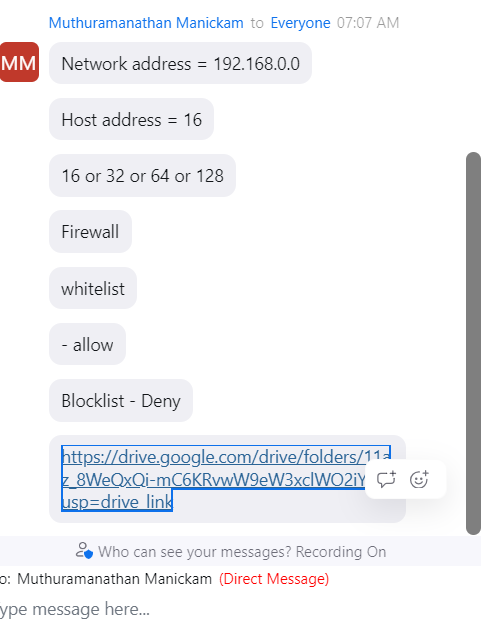 Muthuramanathan Manickam to Everyone 07:07 AM
MM
Network address = 192.168.0.0
Host address = 16
16 or 32 or 64 or 128
Firewall
whitelist
- allow
Blocklist - Deny
https://drive.google.com/drive/folders/11a
z_8WeQxQi-mC6KRvwW9eW3xclWO2iY
usp=drive_link
Who can see your messages? Recording On
o: Muthuramanathan Manickam (Direct Message)
ype message here...